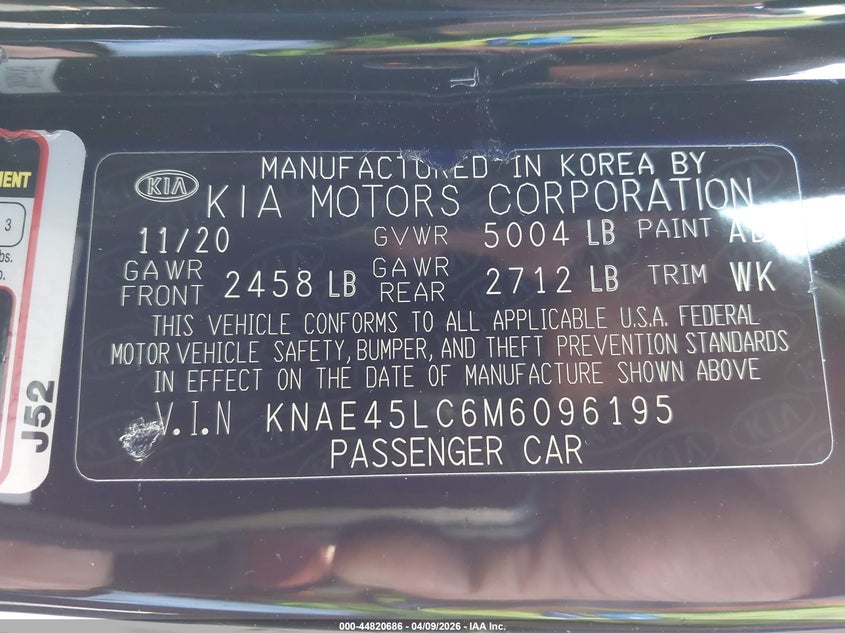 MENT
3
bs.
o.
J52
KIA
MANUFACTURED IN KOREA BY
KIA MOTORS CORPORATION
11/20 GVWR 5004 LB PAINT
GAWR FRONT 2458 LB GAWR REAR 2712 LB TRIM WK
THIS VEHICLE CONFORMS TO ALL APPLICABLE U.S.A. FEDERAL
MOTOR VEHICLE SAFETY, BUMPER, AND THEFT PREVENTION STANDARDS
IN EFFECT ON THE DATE OF MANUFACTURE SHOWN ABOVE
V.I.N KNAE45LC6M6096195
PASSENGER CAR
000-44820686 - 04/09/2026 - IAA Inc.